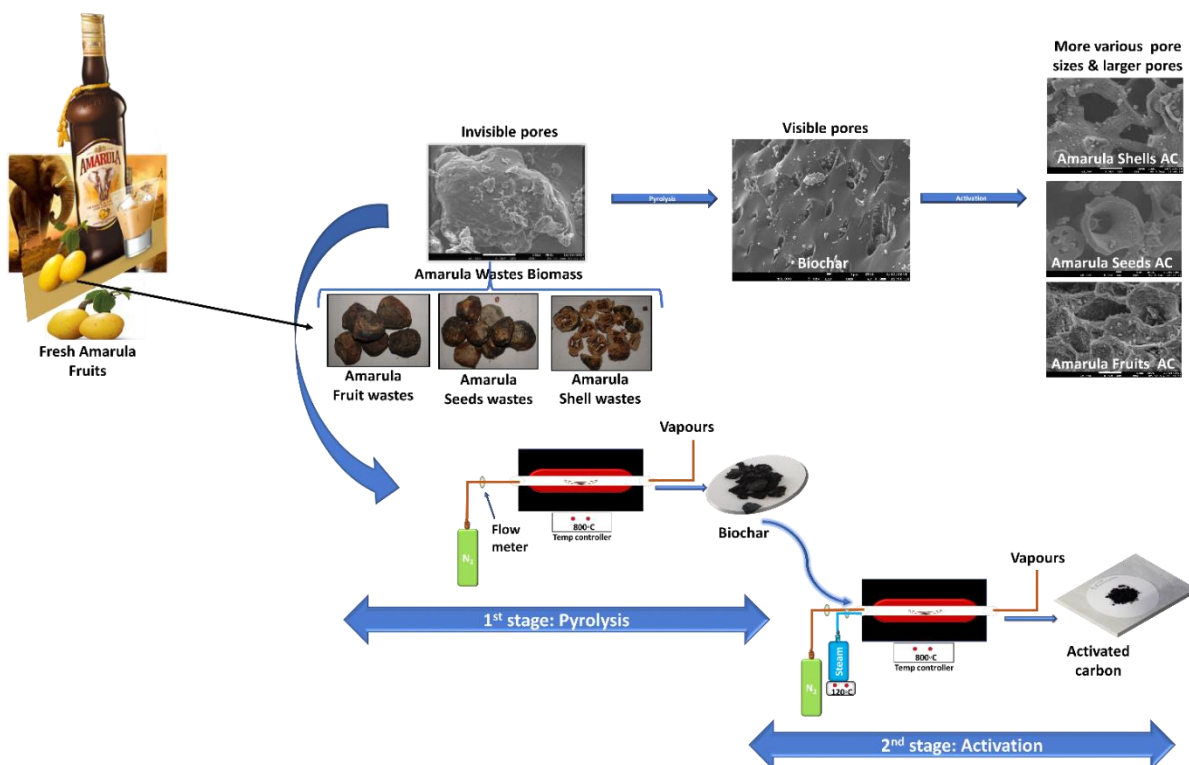 AMARULA
Fresh Amarula
Fruits
Invisible pores
Amarula Wastes Biomass
Pyrolysis
Visible pores
Biochar
Activation
More various pore
sizes & larger pores
Amarula Shells AC
Amarula Seeds AC
Amarula Fruits AC
Amarula
Fruit wastes
Amarula
Seeds wastes
Amarula
Shell wastes
Vapours
Flow
meter
N₂
800◦C
Temp controller
Biochar
1st stage: Pyrolysis
Vapours
Steam
120◦C
N₂
800◦C
Temp controller
Activated
carbon
2nd stage: Activation